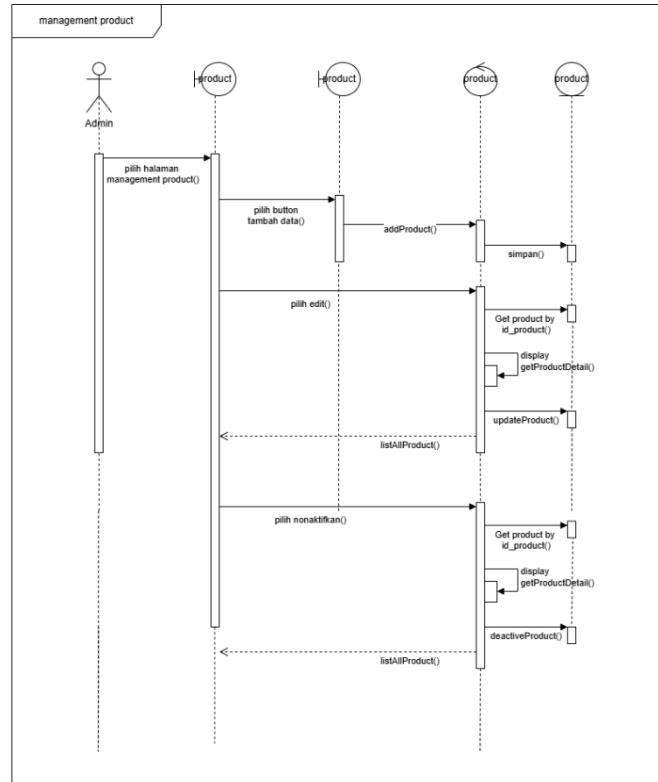 management product
product
product
product
product
Admin
pilih halaman
management product()
pilih button
tambah data()
addProduct()
simpan()
pilih edit()
Get product by
id_product()
display
getProductDetail()
updateProduct()
listAllProduct()
pilih nonaktifkan()
Get product by
id_product()
display
getProductDetail()
deactiveProduct()
listAllProduct()